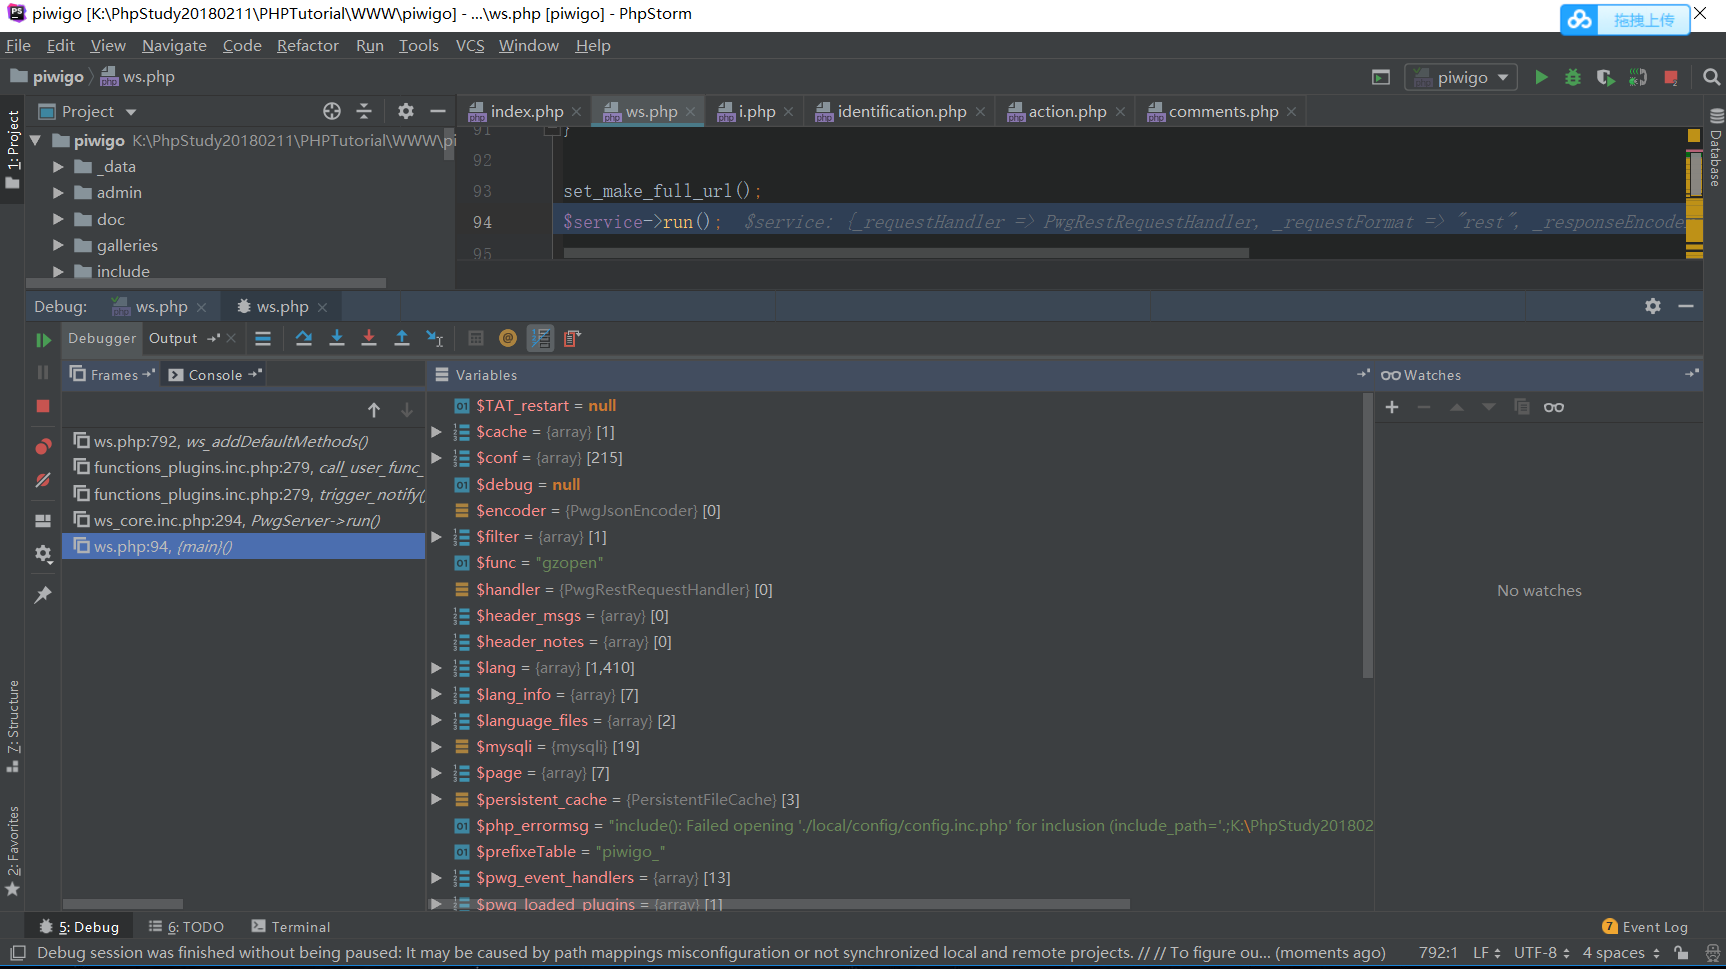 piwigo [K:\PhpStudy20180211\PHPTutorial\WWW\piwigo] - ...\ws.php [piwigo] - PhpStorm
拖拽上传
File Edit View Navigate Code Refactor Run Tools VCS Window Help
piwigo ws.php
piwigo
Project
index.php ws.php i.php identification.php action.php comments.php
1: Project
Database
piwigo K:\PhpStudy20180211\PHPTutorial\WWW\pi
_data
admin
doc
galleries
include
91 }
92
93 set_make_full_url();
94 $service->run(); $service: {_requestHandler => PwgRestRequestHandler, _requestFormat => "rest", _responseEncoder
95
Debug: ws.php ws.php
Debugger Output
Frames Console
Variables
Watches
ws.php:792, ws_addDefaultMethods()
functions_plugins.inc.php:279, call_user_func_
functions_plugins.inc.php:279, trigger_notify(
ws_core.inc.php:294, PwgServer->run()
ws.php:94, {main}()
$TAT_restart = null
$cache = {array} [1]
$conf = {array} [215]
$debug = null
$encoder = {PwgJsonEncoder} [0]
$filter = {array} [1]
$func = "gzopen"
$handler = {PwgRestRequestHandler} [0]
$header_msgs = {array} [0]
$header_notes = {array} [0]
$lang = {array} [1,410]
$lang_info = {array} [7]
$language_files = {array} [2]
$mysqli = {mysqli} [19]
$page = {array} [7]
$persistent_cache = {PersistentFileCache} [3]
$php_errormsg = "include(): Failed opening './local/config/config.inc.php' for inclusion (include_path='.;K:\PhpStudy201802
$prefixeTable = "piwigo_"
$pwg_event_handlers = {array} [13]
$pwg_loaded_plugins = {array} [1]
No watches
7: Structure
2: Favorites
5: Debug 6: TODO Terminal
7 Event Log
Debug session was finished without being paused: It may be caused by path mappings misconfiguration or not synchronized local and remote projects. // // To figure ou... (moments ago)
792:1 LF UTF-8 4 spaces